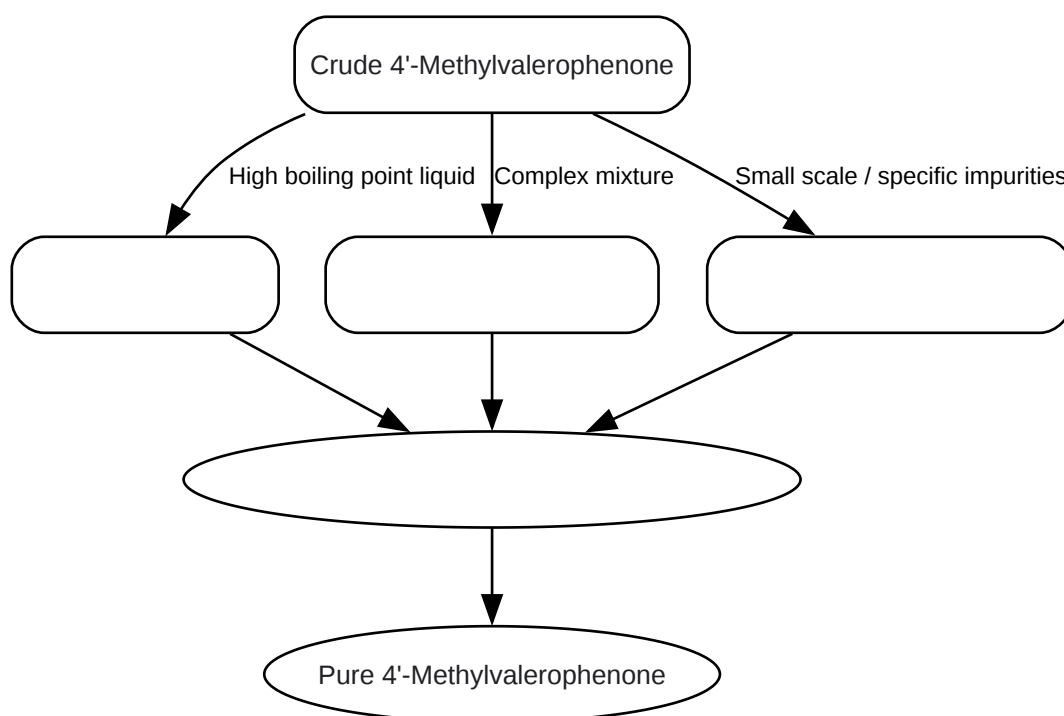 Crude 4'-Methylvalerophenone
High boiling point liquid
Complex mixture
Small scale / specific impurities
Pure 4'-Methylvalerophenone